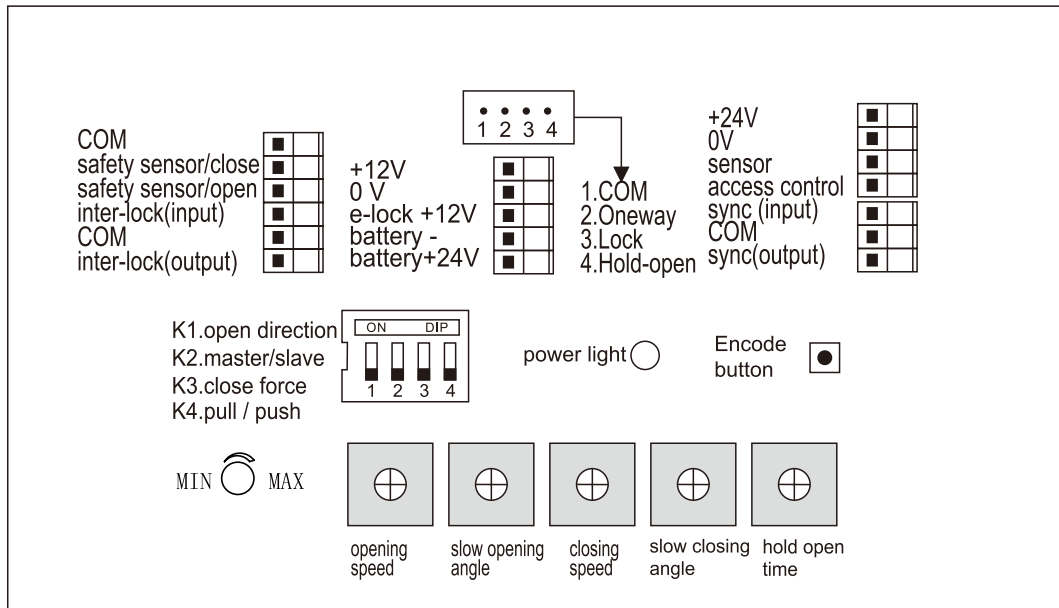 1 2 3 4
COM
safety sensor/close
safety sensor/open
inter-lock(input)
COM
inter-lock(output)
+12V
0 V
e-lock +12V
battery -
battery+24V
1.COM
2.Oneway
3.Lock
4.Hold-open
+24V
0V
sensor
access control
sync (input)
COM
sync(output)
K1.open direction
K2.master/slave
K3.close force
K4.pull / push
ON DIP
1 2 3 4
power light
Encode
button
MIN MAX
opening
speed
slow opening
angle
closing
speed
slow closing
angle
hold open
time